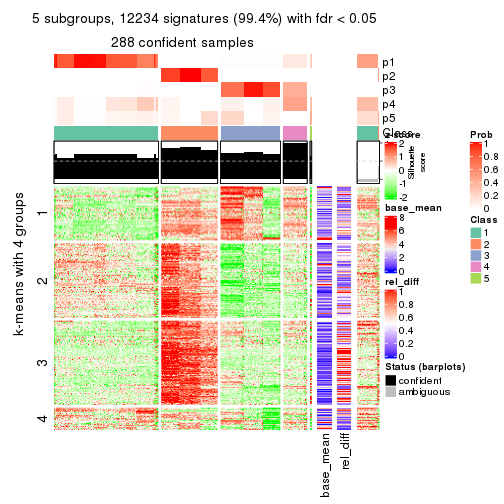 5 subgroups, 12234 signatures (99.4%) with fdr < 0.05
288 confident samples
p1
p2
p3
p4
p5
Class
k-means with 4 groups
1
2
3
4
base_mean
rel_diff
z-score
2
1
0
-1
-2
Silhouette
score
base_mean
8
6
4
2
0
rel_diff
1
0.8
0.6
0.4
0.2
0
Status (barplots)
confident
ambiguous
Prob
1
0.8
0.6
0.4
0.2
0
Class
1
2
3
4
5